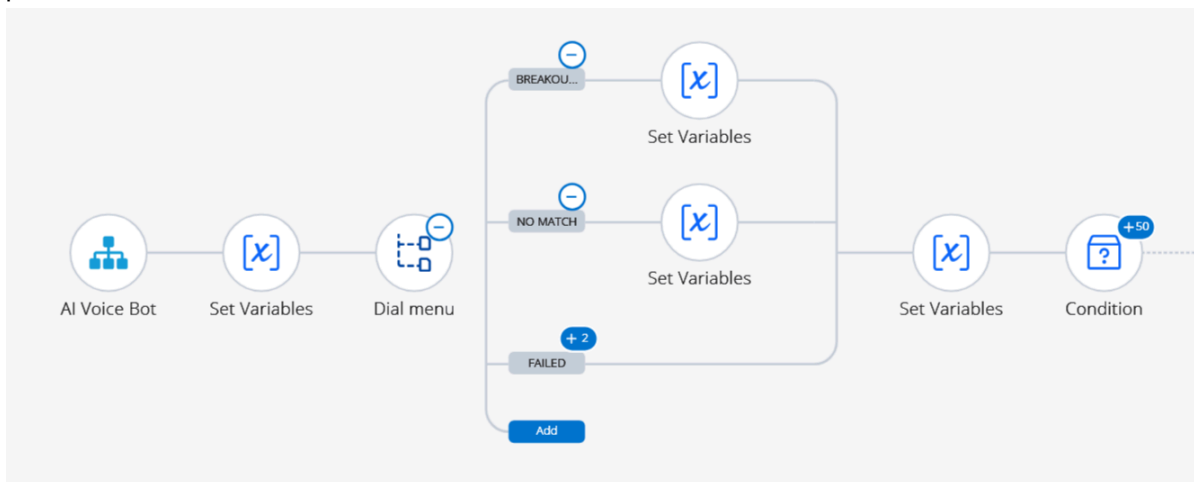 BREAKOU...
Set Variables
NO MATCH
Set Variables
+50
AI Voice Bot
Set Variables
Dial menu
Set Variables
Condition
+ 2
FAILED
Add